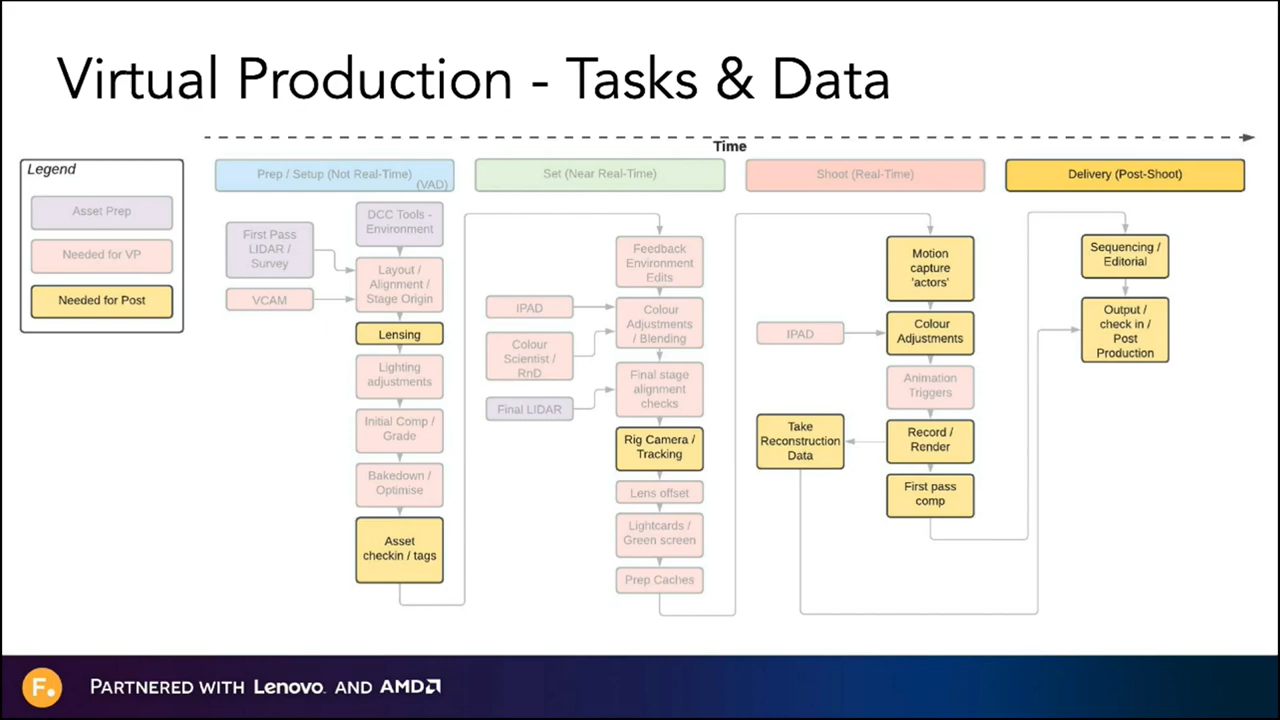 Virtual Production - Tasks & Data
Time
Legend
Asset Prep
Needed for VP
Needed for Post
Prep / Setup (Not Real-Time)
(VAD)
Set (Near Real-Time)
Shoot (Real-Time)
Delivery (Post-Shoot)
DCC Tools -
Environment
First Pass
LIDAR /
Survey
Layout /
Alignment /
Stage Origin
VCAM
Lensing
Lighting
adjustments
Initial Comp /
Grade
Bakedown /
Optimise
Asset
checkin / tags
Feedback
Environment
Edits
IPAD
Colour
Adjustments
/ Blending
Colour
Scientist /
RnD
Final stage
alignment
checks
Final LIDAR
Rig Camera /
Tracking
Lens offset
Lightcards /
Green screen
Prep Caches
Motion
capture
'actors'
IPAD
Colour
Adjustments
Animation
Triggers
Take
Reconstruction
Data
Record /
Render
First pass
comp
Sequencing /
Editorial
Output /
check in /
Post
Production
F.
PARTNERED WITH Lenovo. AND AMD